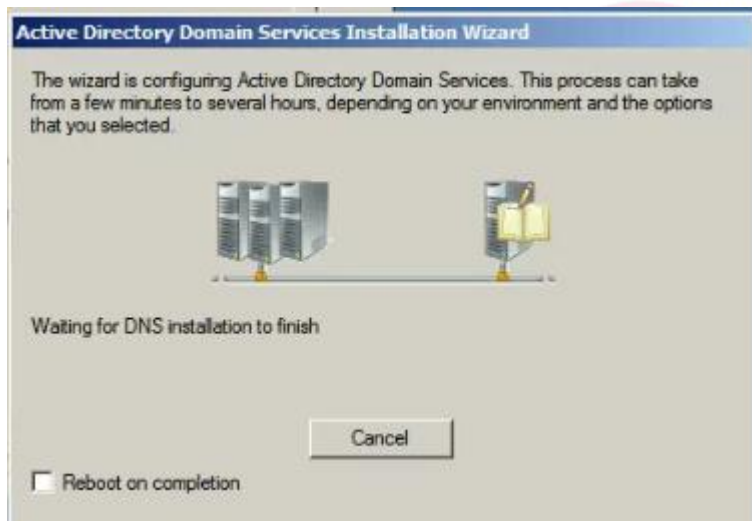 Active Directory Domain Services Installation Wizard
The wizard is configuring Active Directory Domain Services. This process can take
from a few minutes to several hours, depending on your environment and the options
that you selected.
Waiting for DNS installation to finish
Cancel
Reboot on completion